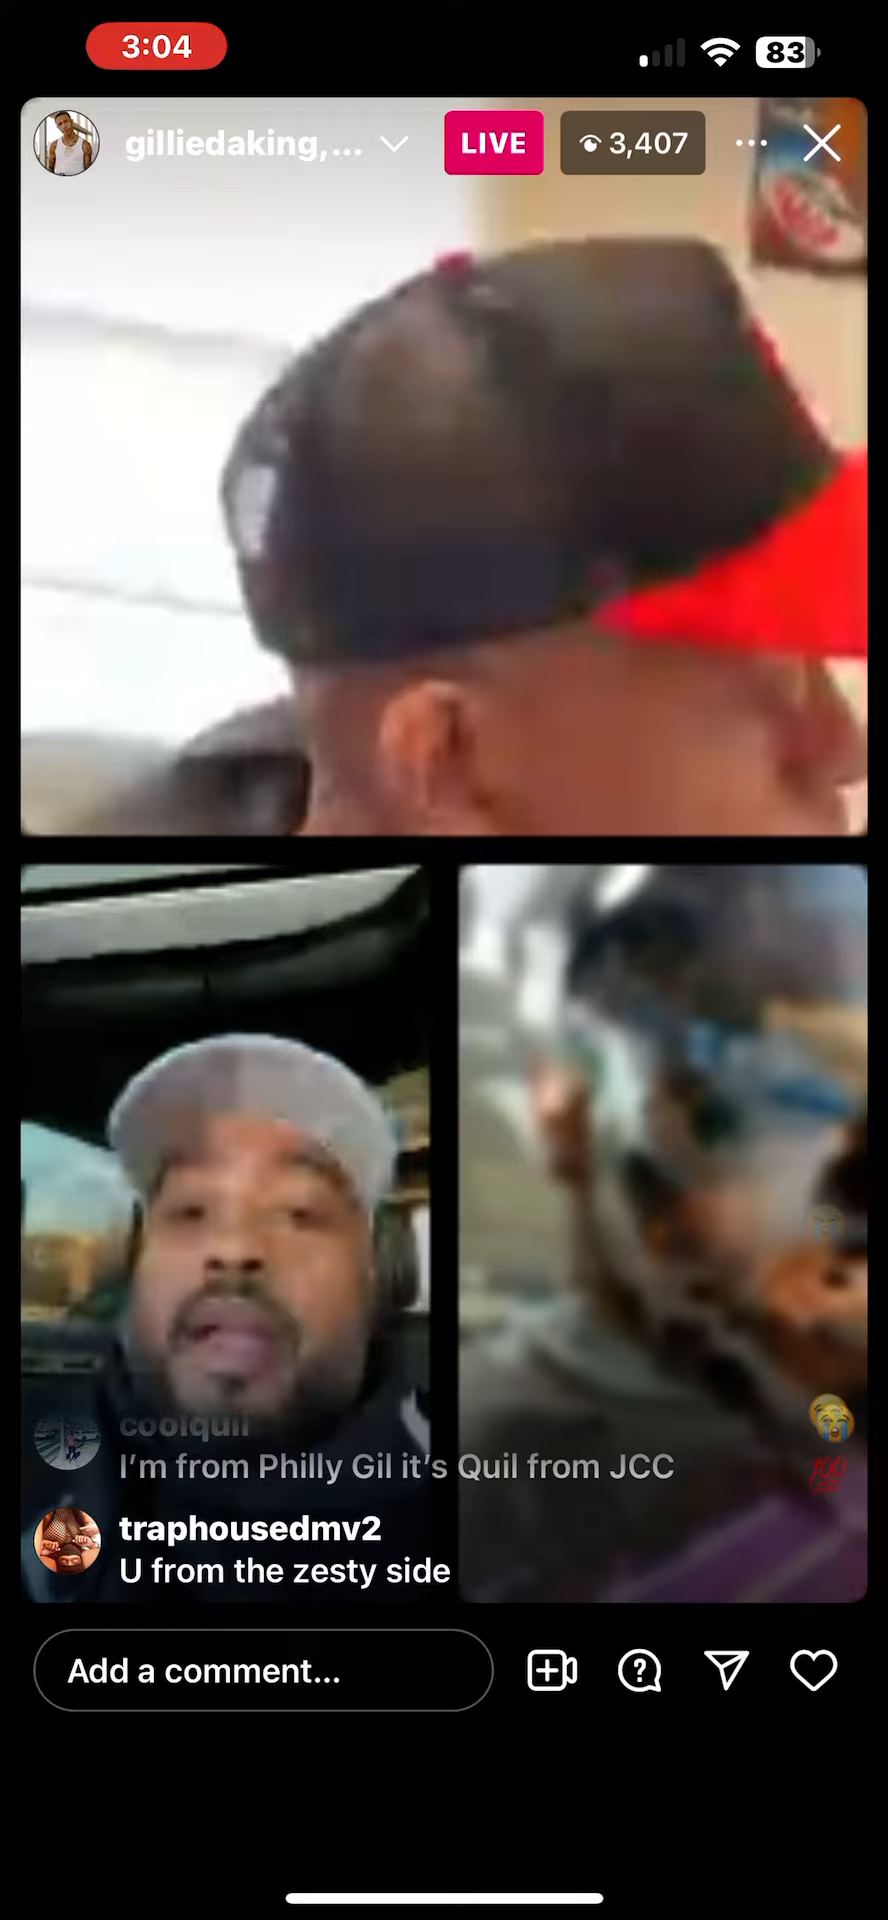 3:04
83
gilliedaking,...
LIVE
3,407
coolquil
I'm from Philly Gil it's Quil from JCC
100
traphousedmv2
U from the zesty side
Add a comment...